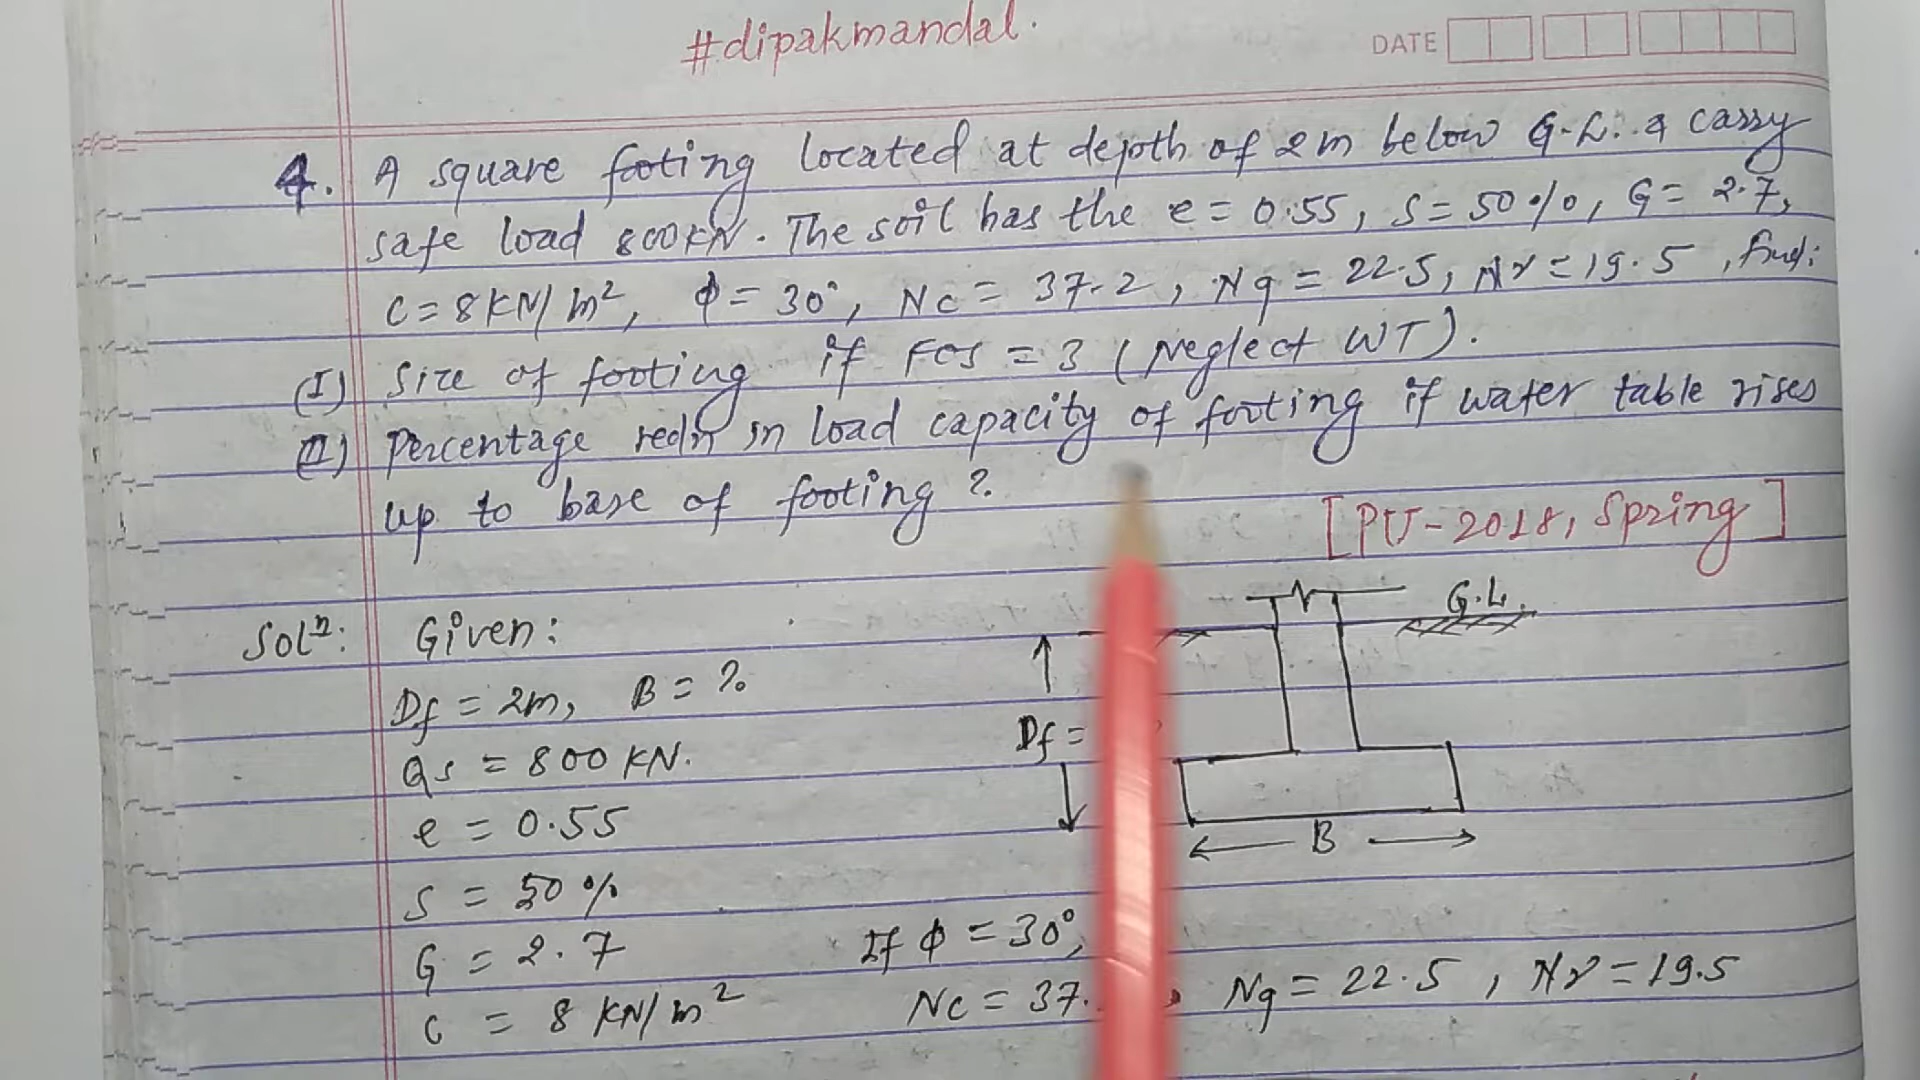 #dipakmandal.
DATE
4. A square footing located at depth of 2m below G.L. & carry
safe load 800KN. The soil has the e = 0.55, S = 50%, G = 2.7,
C = 8KN/m², ϕ = 30°, Nc = 37.2, Nq = 22.5, Nγ = 19.5, find:
(I) Size of footing if FOS = 3 (Neglect WT).
(II) Percentage redⁿ in load capacity of footing if water table rises
up to base of footing ?
[PU-2018, Spring]
Solⁿ: Given:
G.L.
Df = 2m, B = ?
Df =
Qs = 800 KN.
e = 0.55
B
S = 50%
G = 2.7
If ϕ = 30°,
C = 8 KN/m²
Nc = 37. , Nq = 22.5, Nγ = 19.5